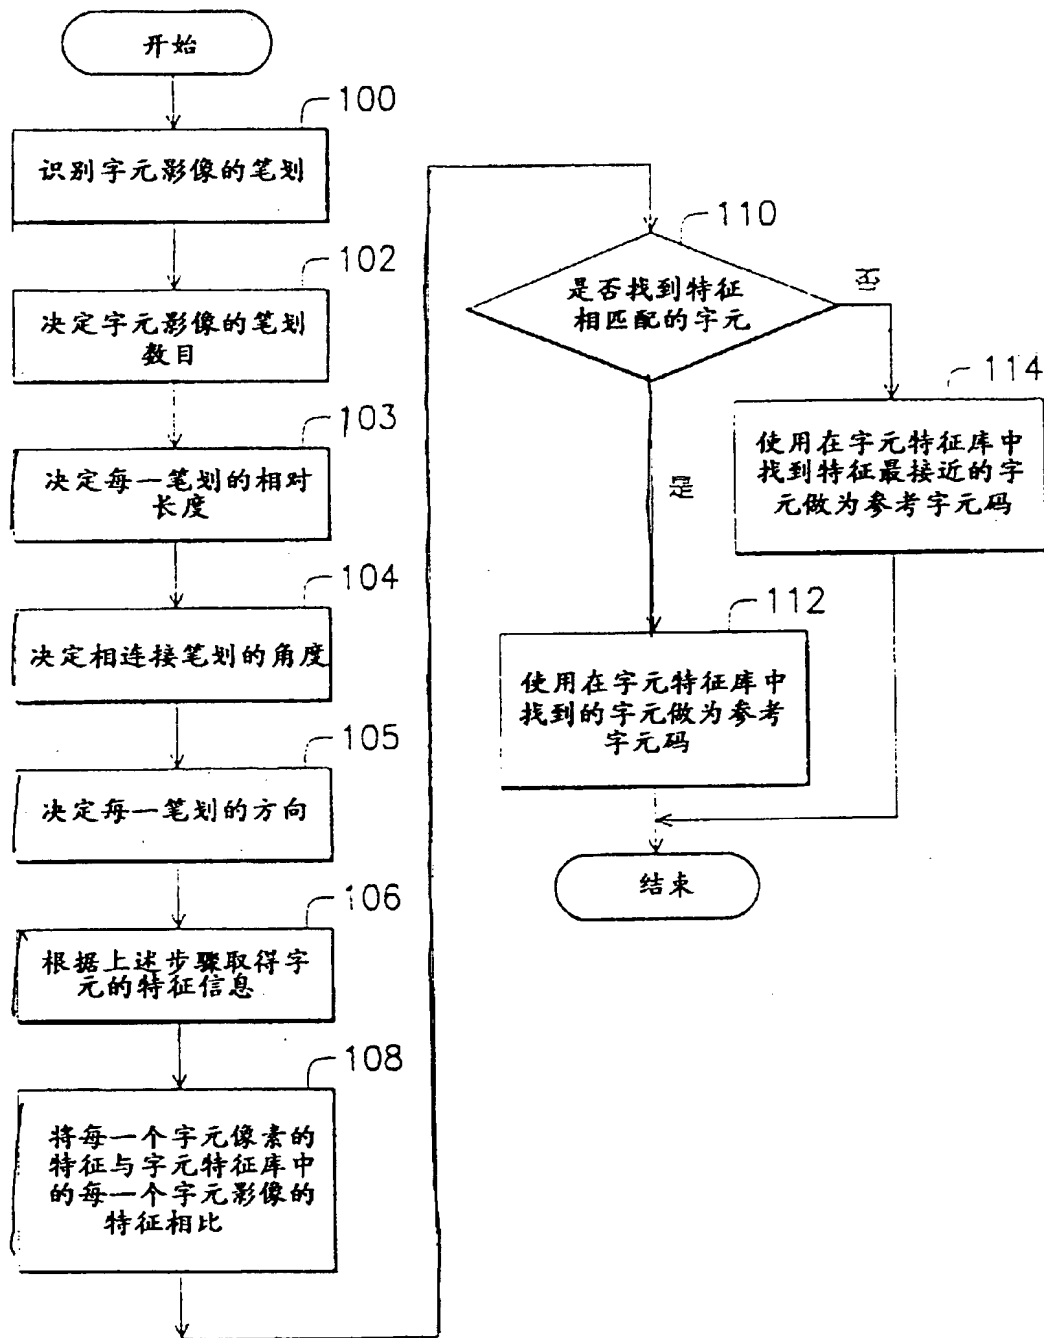 开始
100
识别字元影像的笔划
102
决定字元影像的笔划
数目
103
决定每一笔划的相对
长度
104
决定相连接笔划的角度
105
决定每一笔划的方向
106
根据上述步骤取得字
元的特征信息
108
将每一个字元像素的
特征与字元特征库中
的每一个字元影像的
特征相比
110
是否找到特征
相匹配的字元
是
112
使用在字元特征库中
找到的字元做为参考
字元码
114
使用在字元特征库中
找到特征最接近的字
元做为参考字元码
结束